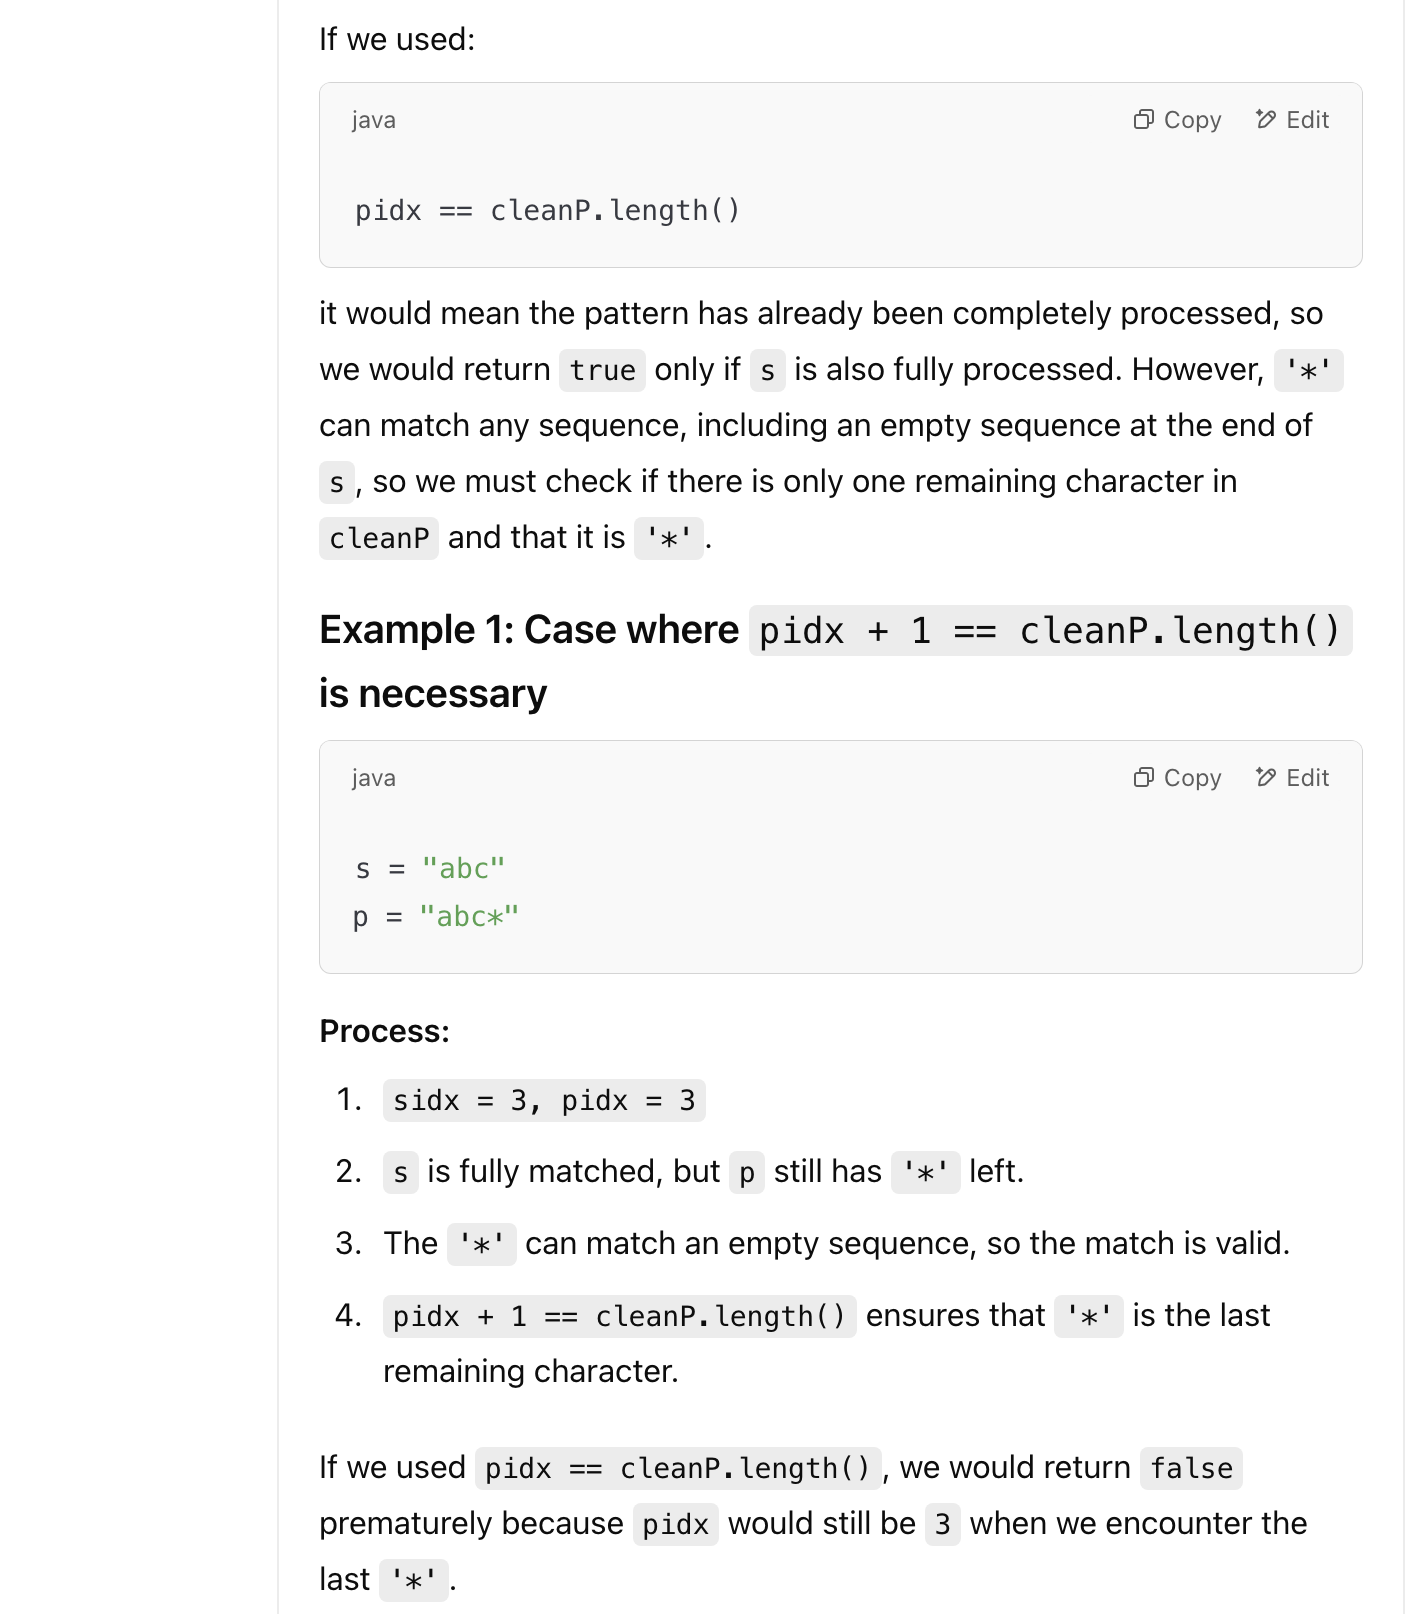 If we used:
java Copy Edit
pidx == cleanP.length()
it would mean the pattern has already been completely processed, so
we would return true only if s is also fully processed. However, '*'
can match any sequence, including an empty sequence at the end of
s, so we must check if there is only one remaining character in
cleanP and that it is '*'.
Example 1: Case where pidx + 1 == cleanP.length()
is necessary
java Copy Edit
s = "abc"
p = "abc*"
Process:
1. sidx = 3, pidx = 3
2. s is fully matched, but p still has '*' left.
3. The '*' can match an empty sequence, so the match is valid.
4. pidx + 1 == cleanP.length() ensures that '*' is the last
remaining character.
If we used pidx == cleanP.length(), we would return false
prematurely because pidx would still be 3 when we encounter the
last '*'.